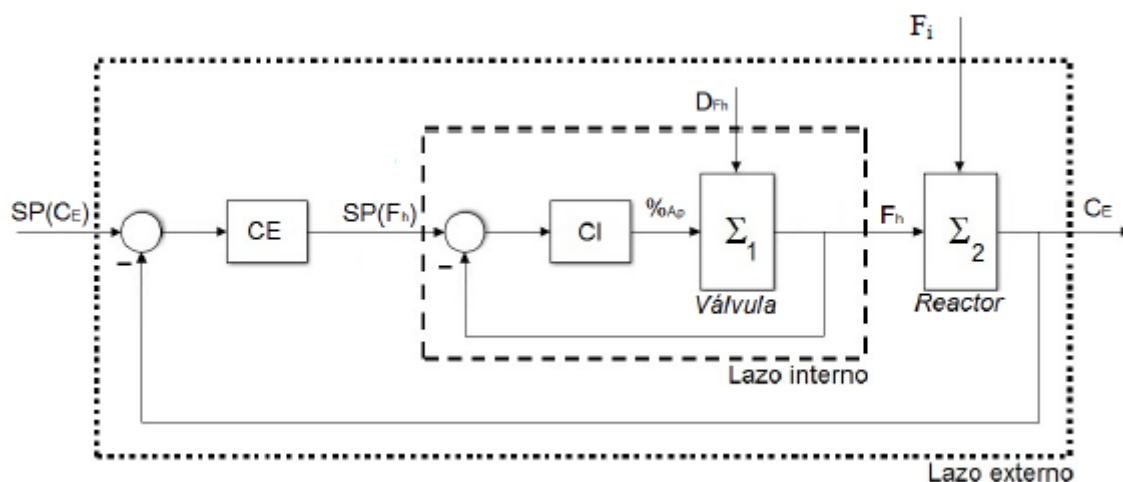 Fi
DFh
SP(CE)
CE
SP(Fh)
CI
%Ap
Σ1
Válvula
Fh
Σ2
Reactor
CE
−
−
Lazo interno
Lazo externo